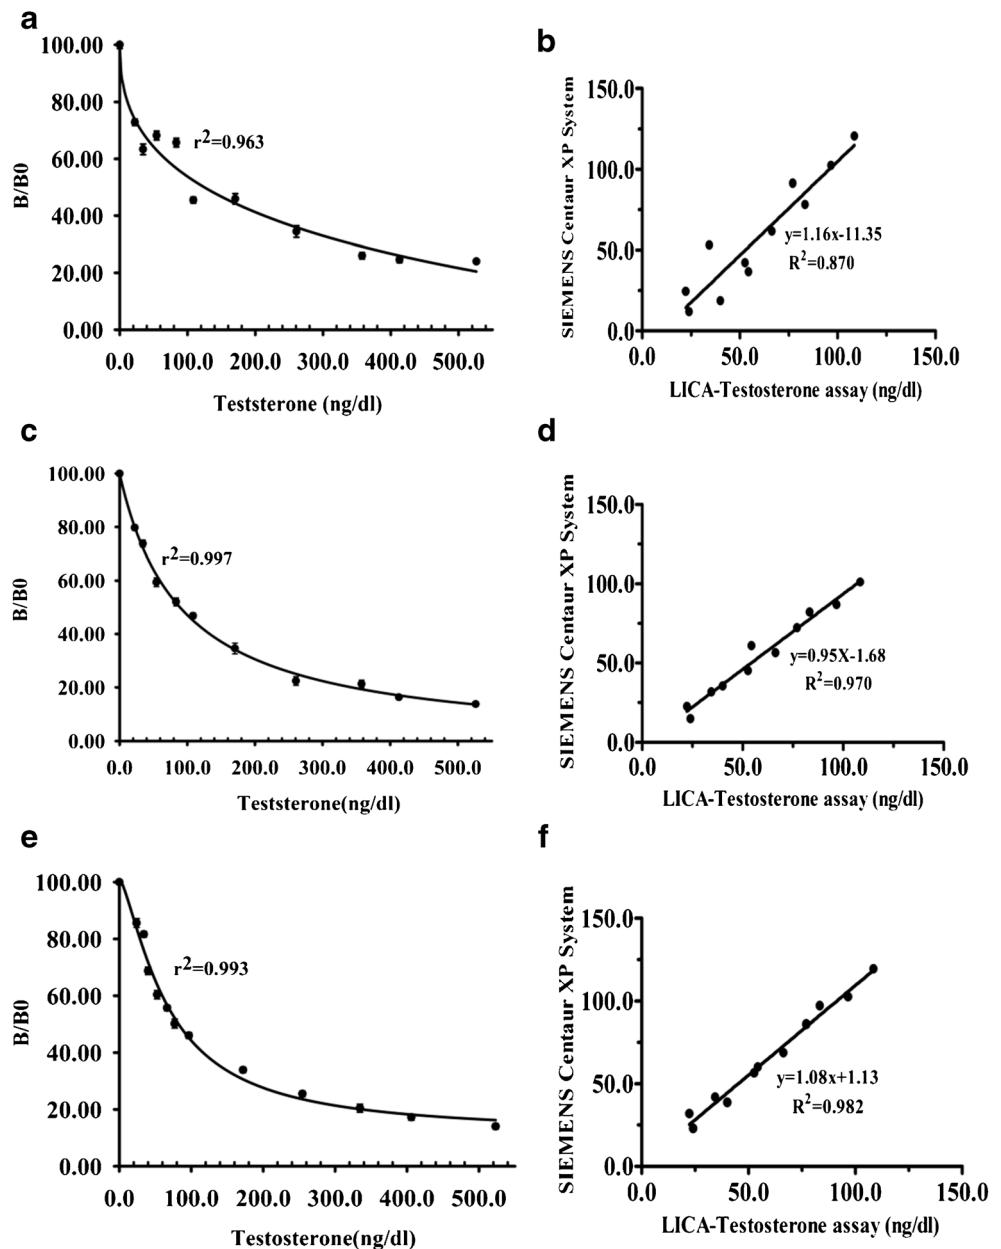 a
100.00
80.00
60.00
40.00
20.00
0.00
B/B0
r2=0.963
0.0 100.0 200.0 300.0 400.0 500.0
Teststerone (ng/dl)
b
150.0
100.0
50.0
0.0
SIEMENS Centaur XP System
y=1.16x-11.35
R2=0.870
0.0 50.0 100.0 150.0
LICA-Testosterone assay (ng/dl)
c
100.00
80.00
60.00
40.00
20.00
0.00
B/B0
r2=0.997
0.0 100.0 200.0 300.0 400.0 500.0
Teststerone(ng/dl)
d
150.0
100.0
50.0
0.0
SIEMENS Centaur XP System
y=0.95X-1.68
R2=0.970
0.0 50.0 100.0 150.0
LICA-Testosterone assay (ng/dl)
e
100.00
80.00
60.00
40.00
20.00
0.00
B/B0
r2=0.993
0.0 100.0 200.0 300.0 400.0 500.0
Testosterone(ng/dl)
f
150.0
100.0
50.0
0.0
SIEMENS Centaur XP System
y=1.08x+1.13
R2=0.982
0.0 50.0 100.0 150.0
LICA-Testosterone assay (ng/dl)